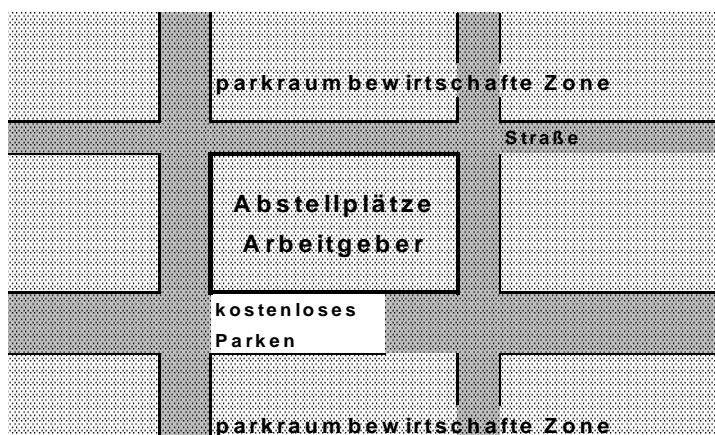 parkraumbewirtschafte Zone
Straße
Abstellplätze
Arbeitgeber
kostenloses
Parken
parkraumbewirtschafte Zone